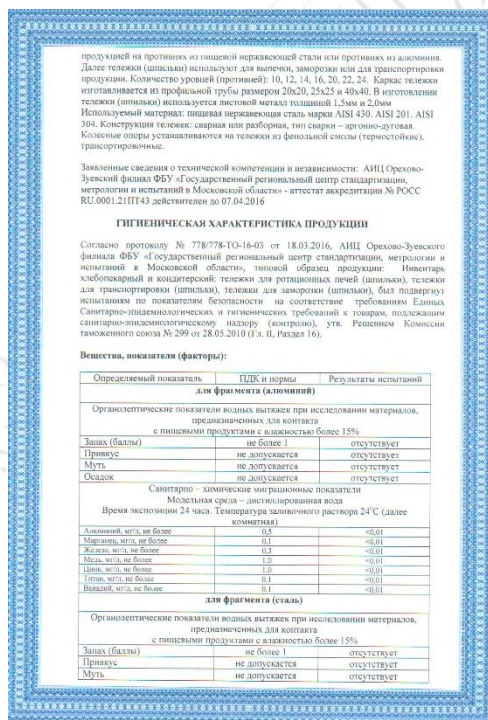 продукцией на противнях из пищевой нержавеющей стали или противнях из алюминия.
Далее тележки (шпильки) используют для выпечки, заморозки или для транспортировки
продукции. Количество уровней (противней): 10, 12, 14, 16, 20, 22, 24. Каркас тележки
изготавливается из профильной трубы размером 20х20, 25х25 и 40х40. В изготовлении
тележки (шпильки) используется листовой металл толщиной 1,5мм и 2,0мм
Используемый материал: пищевая нержавеющая сталь марки AISI 430. AISI 201. AISI
304. Конструкция тележек: сварная или разборная, тип сварки – аргонно-дуговая.
Колесные опоры устанавливаются на тележки из фенольной смолы (термостойкие),
трансортировочные.
Заявленные сведения о технической компетенции и независимости: АИЦ Орехово-
Зуевский филиал ФБУ «Государственный региональный центр стандартизации,
метрологии и испытаний в Московской области» - аттестат аккредитации № РОСС
RU.0001.21ПТ43 действителен до 07.04.2016
ГИГИЕНИЧЕСКАЯ ХАРАКТЕРИСТИКА ПРОДУКЦИИ
Согласно протоколу № 778/778-ТО-16-03 от 18.03.2016, АИЦ Орехово-Зуевского
филиала ФБУ «Государственный региональный центр стандартизации, метрологии и
испытаний в Московской области», типовой образец продукции: Инвентарь
хлебопекарный и кондитерский: тележки для ротационных печей (шпильки), тележки
для транспортировки (шпильки), тележки для заморозки (шпильки), был подвергнут
испытаниям по показателям безопасности на соответствие требованиям Единых
Санитарно-эпидемиологических и гигиенических требований к товарам, подлежащим
санитарно-эпидемиологическому надзору (контролю), утв. Решением Комиссии
таможенного союза № 299 от 28.05.2010 (Гл. II, Раздел 16).
Вещества, показатели (факторы):
Определяемый показатель ПДК и нормы Результаты испытаний
для фрагмента (алюминий)
Органолептические показатели водных вытяжек при исследовании материалов,
предназначенных для контакта
с пищевыми продуктами с влажностью более 15%
Запах (баллы) не более 1 отсутствует
Привкус не допускается отсутствует
Муть не допускается отсутствует
Осадок не допускается отсутствует
Санитарно – химические миграционные показатели
Модельная среда – дистиллированная вода
Время экспозиции 24 часа. Температура заливочного раствора 24°С (далее
комнатная)
Алюминий, мг/л, не более 0,5 <0,01
Марганец, мг/л, не более 0,1 <0,01
Железо, мг/л, не более 0,3 <0,01
Медь, мг/л, не более 1,0 <0,01
Цинк, мг/л, не более 1,0 <0,01
Титан, мг/л, не более 0,1 <0,01
Ванадий, мг/л, не более 0,1 <0,01
для фрагмента (сталь)
Органолептические показатели водных вытяжек при исследовании материалов,
предназначенных для контакта
с пищевыми продуктами с влажностью более 15%
Запах (баллы) не более 1 отсутствует
Привкус не допускается отсутствует
Муть не допускается отсутствует